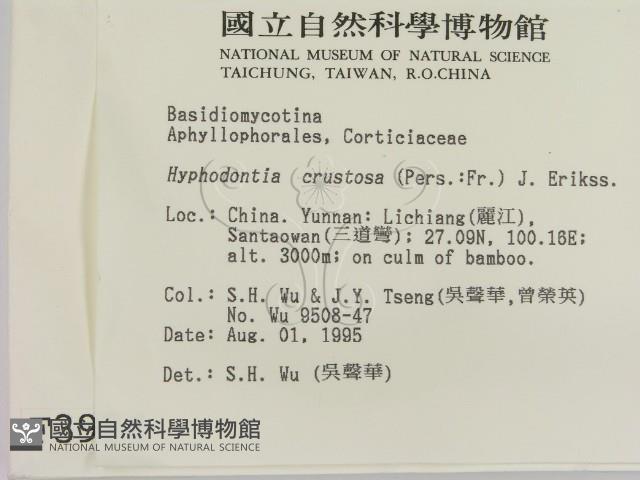 國立自然科學博物館
NATIONAL MUSEUM OF NATURAL SCIENCE
TAICHUNG, TAIWAN, R.O.CHINA
Basidiomycotina
Aphyllophorales, Corticiaceae
Hyphodontia crustosa (Pers.:Fr.) J. Erikss.
Loc.: China. Yunnan: Lichiang(麗江),
Santaowan(三道彎); 27.09N, 100.16E;
alt. 3000m; on culm of bamboo.
Col.: S.H. Wu & J.Y. Tseng(吳聲華,曾榮英)
No. Wu 9508-47
Date: Aug. 01, 1995
Det.: S.H. Wu (吳聲華)
39
國立自然科學博物館
NATIONAL MUSEUM OF NATURAL SCIENCE